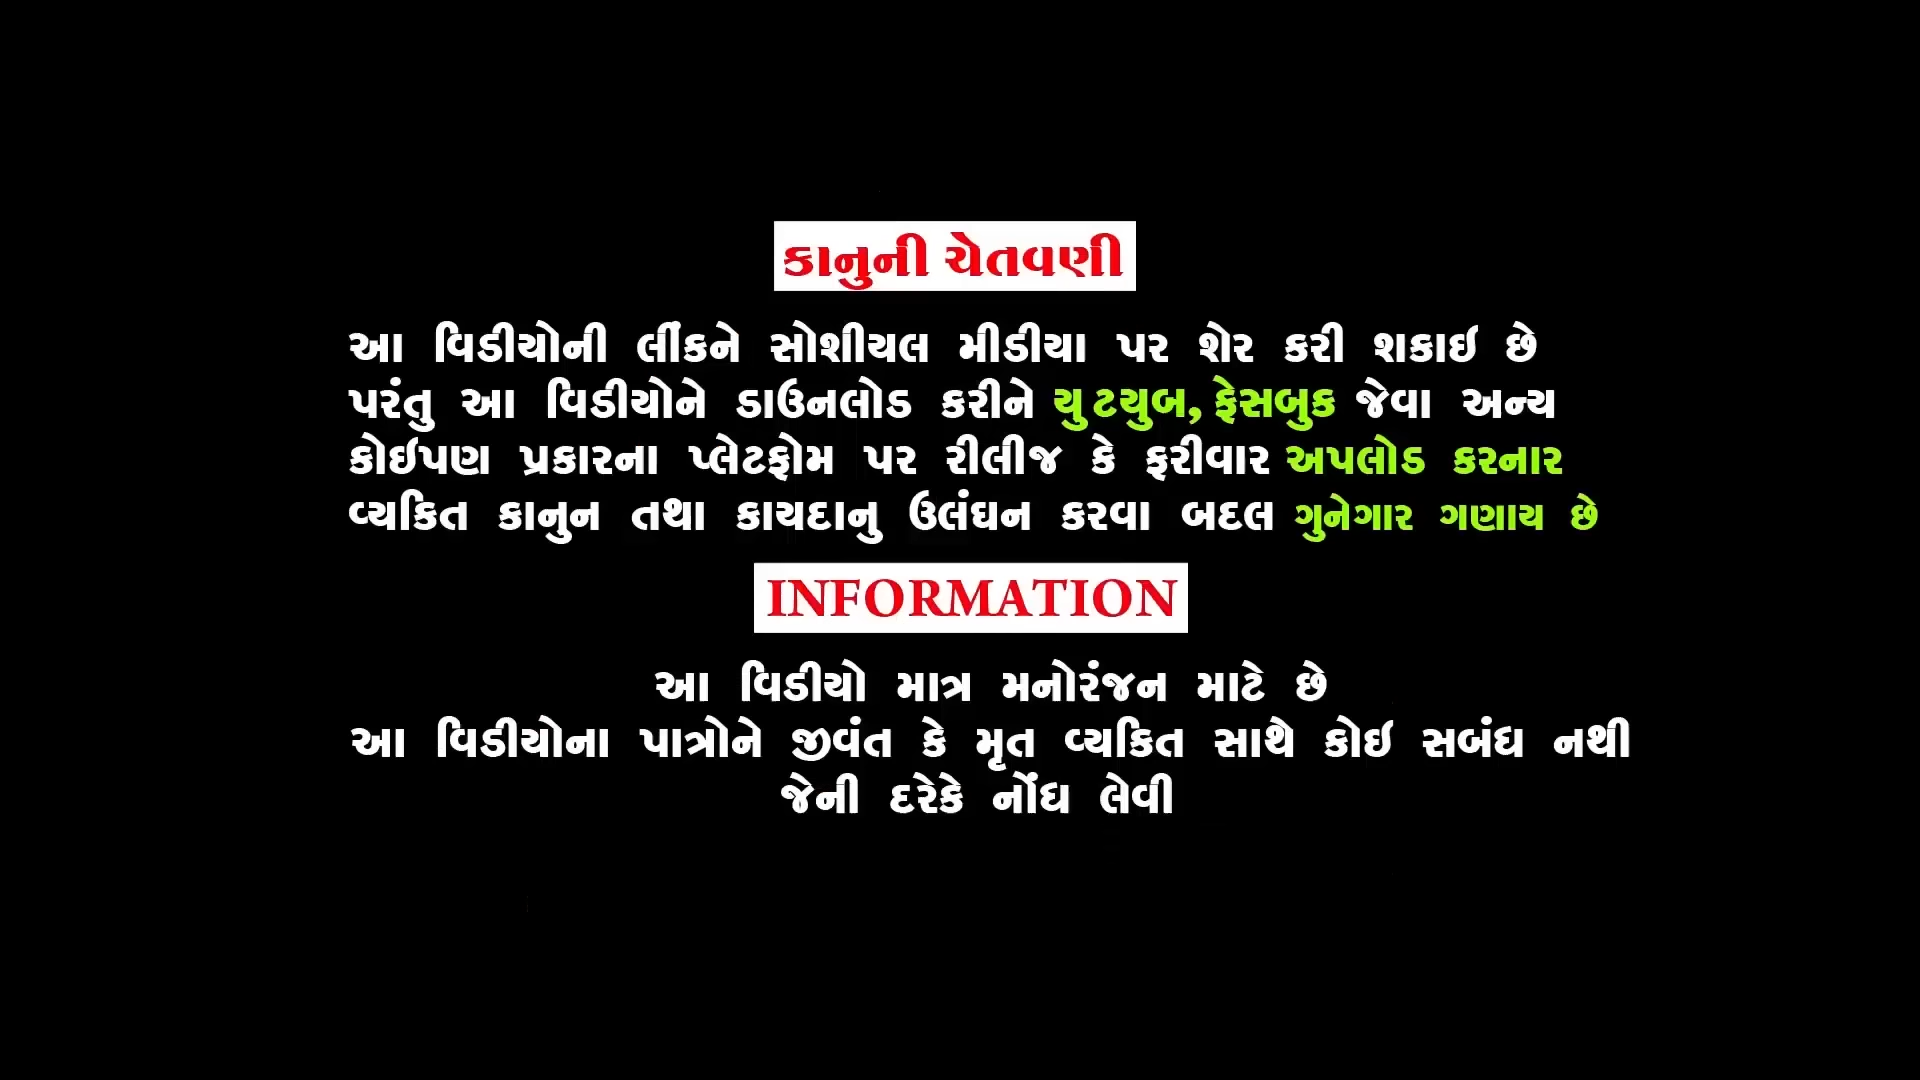 કાનુની ચેતવણી
આ વિડીયોની લીંકને સોશીયલ મીડીયા પર શેર કરી શકાઇ છે
પરંતુ આ વિડીયોને ડાઉનલોડ કરીને યુટયુબ, ફેસબુક જેવા અન્ય
કોઇપણ પ્રકારના પ્લેટફોમ પર રીલીજ કે ફરીવાર અપલોડ કરનાર
વ્યકિત કાનુન તથા કાયદાનુ ઉલંઘન કરવા બદલ ગુનેગાર ગણાય છે
INFORMATION
આ વિડીયો માત્ર મનોરંજન માટે છે
આ વિડીયોના પાત્રોને જીવંત કે મૃત વ્યકિત સાથે કોઇ સબંધ નથી
જેની દરેકે નોંધ લેવી